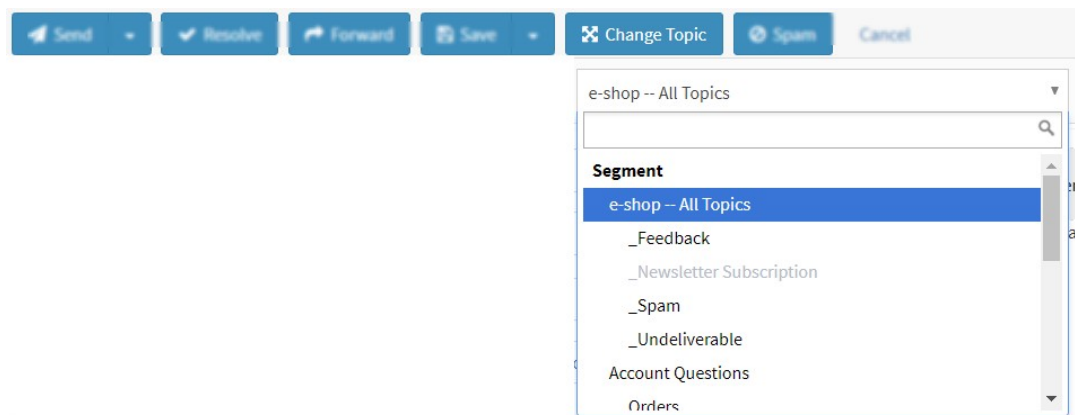 Send Resolve Forward Save Change Topic Spam Cancel
e-shop -- All Topics
Segment
e-shop -- All Topics
_Feedback
_Newsletter Subscription
_Spam
_Undeliverable
Account Questions
Orders